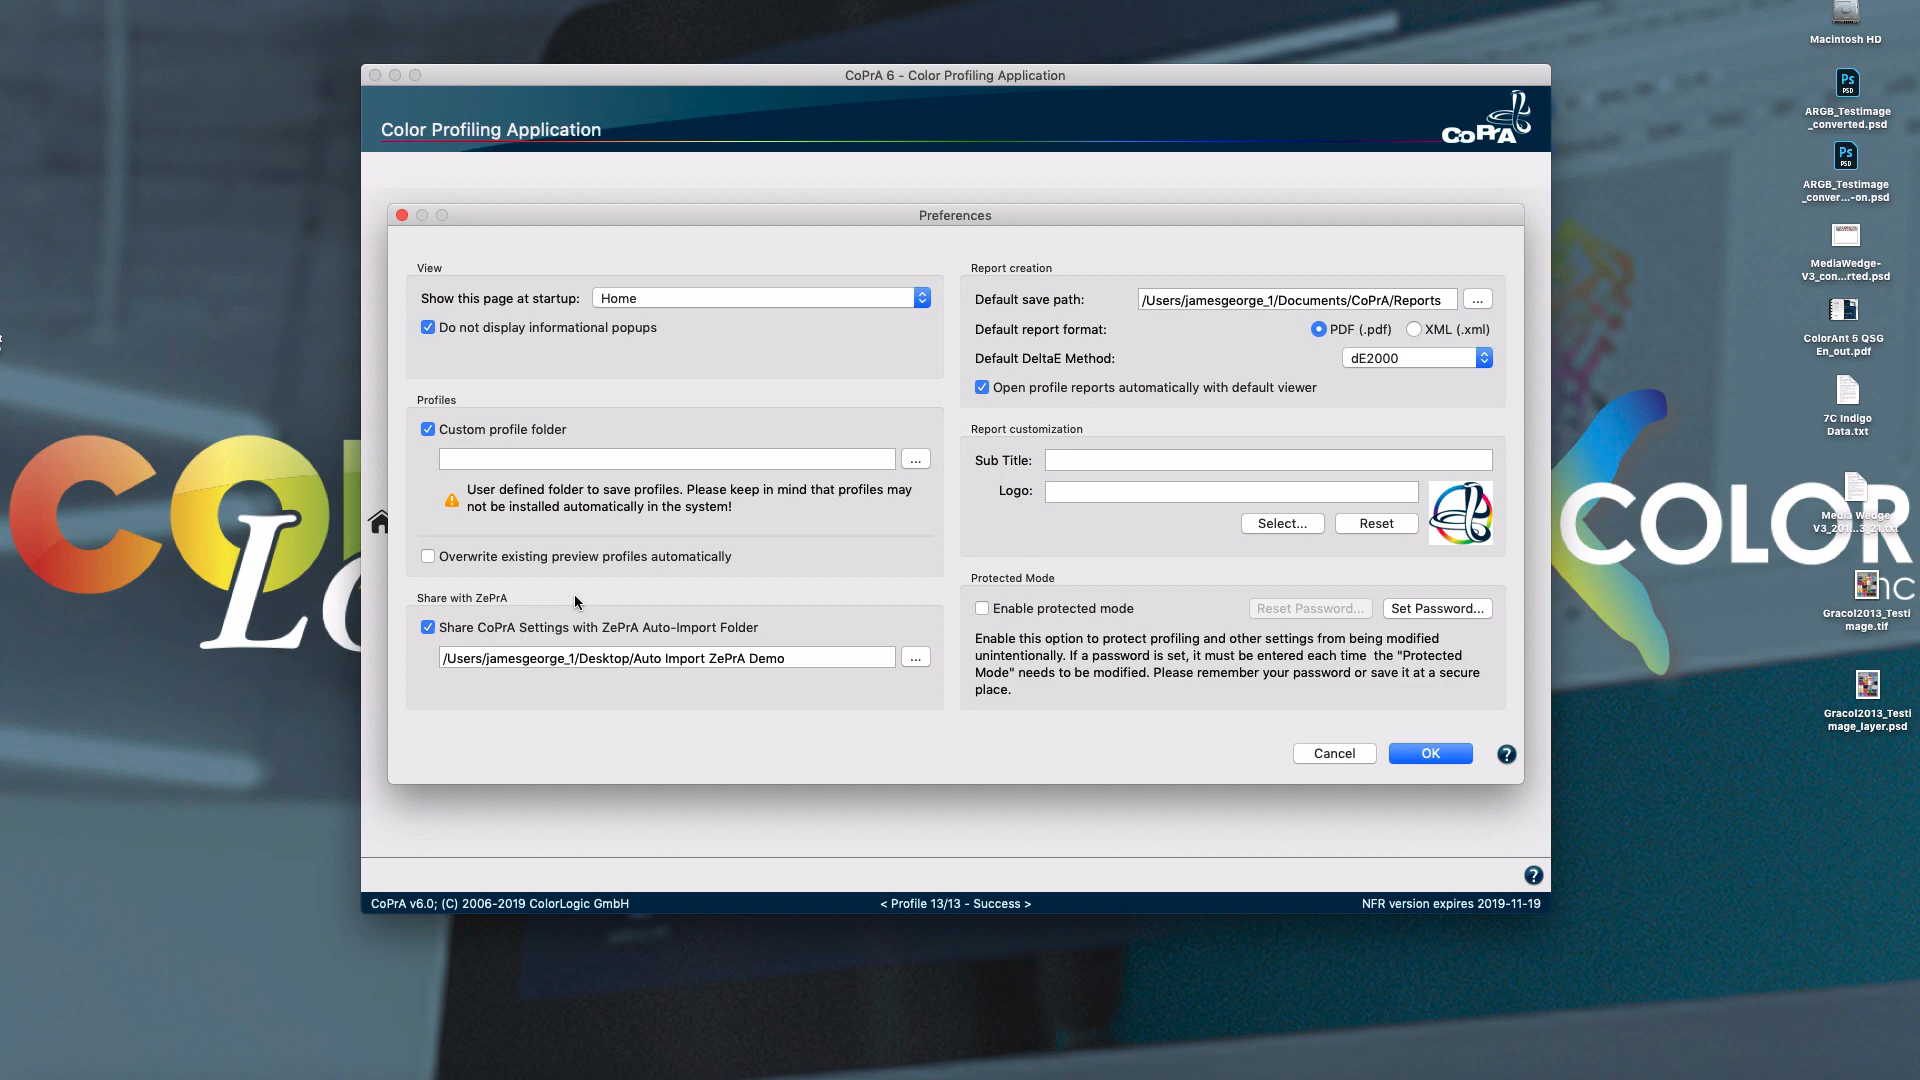 CoPrA 6 - Color Profiling Application
Color Profiling Application
CoPrA
Preferences
View
Show this page at startup: Home
Do not display informational popups
Profiles
Custom profile folder
...
User defined folder to save profiles. Please keep in mind that profiles may
not be installed automatically in the system!
Overwrite existing preview profiles automatically
Share with ZePrA
Share CoPrA Settings with ZePrA Auto-Import Folder
/Users/jamesgeorge_1/Desktop/Auto Import ZePrA Demo ...
Report creation
Default save path: /Users/jamesgeorge_1/Documents/CoPrA/Reports ...
Default report format: PDF (.pdf) XML (.xml)
Default DeltaE Method: dE2000
Open profile reports automatically with default viewer
Report customization
Sub Title:
Logo:
Select... Reset
Protected Mode
Enable protected mode Reset Password... Set Password...
Enable this option to protect profiling and other settings from being modified
unintentionally. If a password is set, it must be entered each time the "Protected
Mode" needs to be modified. Please remember your password or save it at a secure
place.
Cancel OK ?
?
CoPrA v6.0; (C) 2006-2019 ColorLogic GmbH < Profile 13/13 - Success > NFR version expires 2019-11-19
Macintosh HD
Ps
PSD
ARGB_Testimage
_converted.psd
Ps
PSD
ARGB_Testimage
_conver...-on.psd
MediaWedge-
V3_con...rted.psd
ColorAnt 5 QSG
En_out.pdf
7C Indigo
Data.txt
Media Wedge
Gracol2013_Testi
mage.tif
Gracol2013_Testi
mage_layer.psd
COLOR